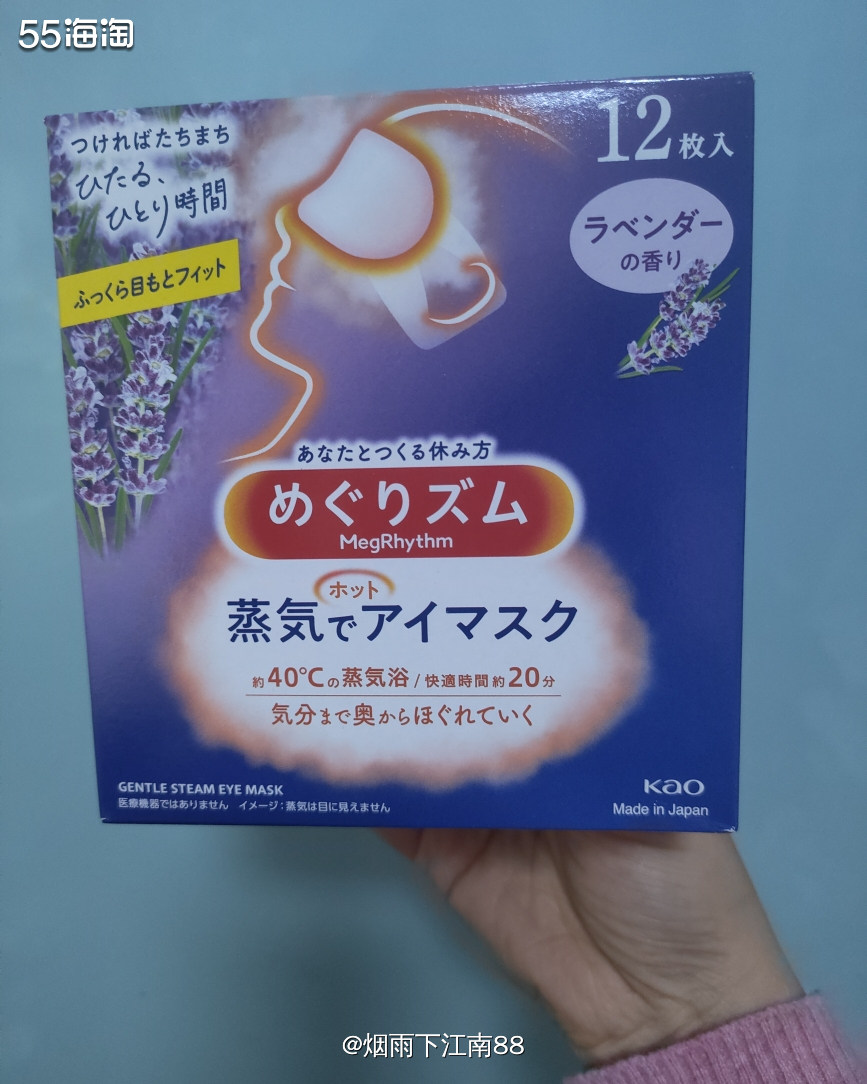 55海淘
つければたちまち
ひたる、
ひとり時間
ふっくら目もとフィット
12枚入
ラベンダー
の香り
あなたとつくる休み方
めぐりズム
MegRhythm
ホット
蒸気でアイマスク
約40℃の蒸気浴/快適時間約20分
気分まで奥からほぐれていく
GENTLE STEAM EYE MASK
医療機器ではありません イメージ:蒸気は目に見えません
Kao
Made in Japan
@烟雨下江南88